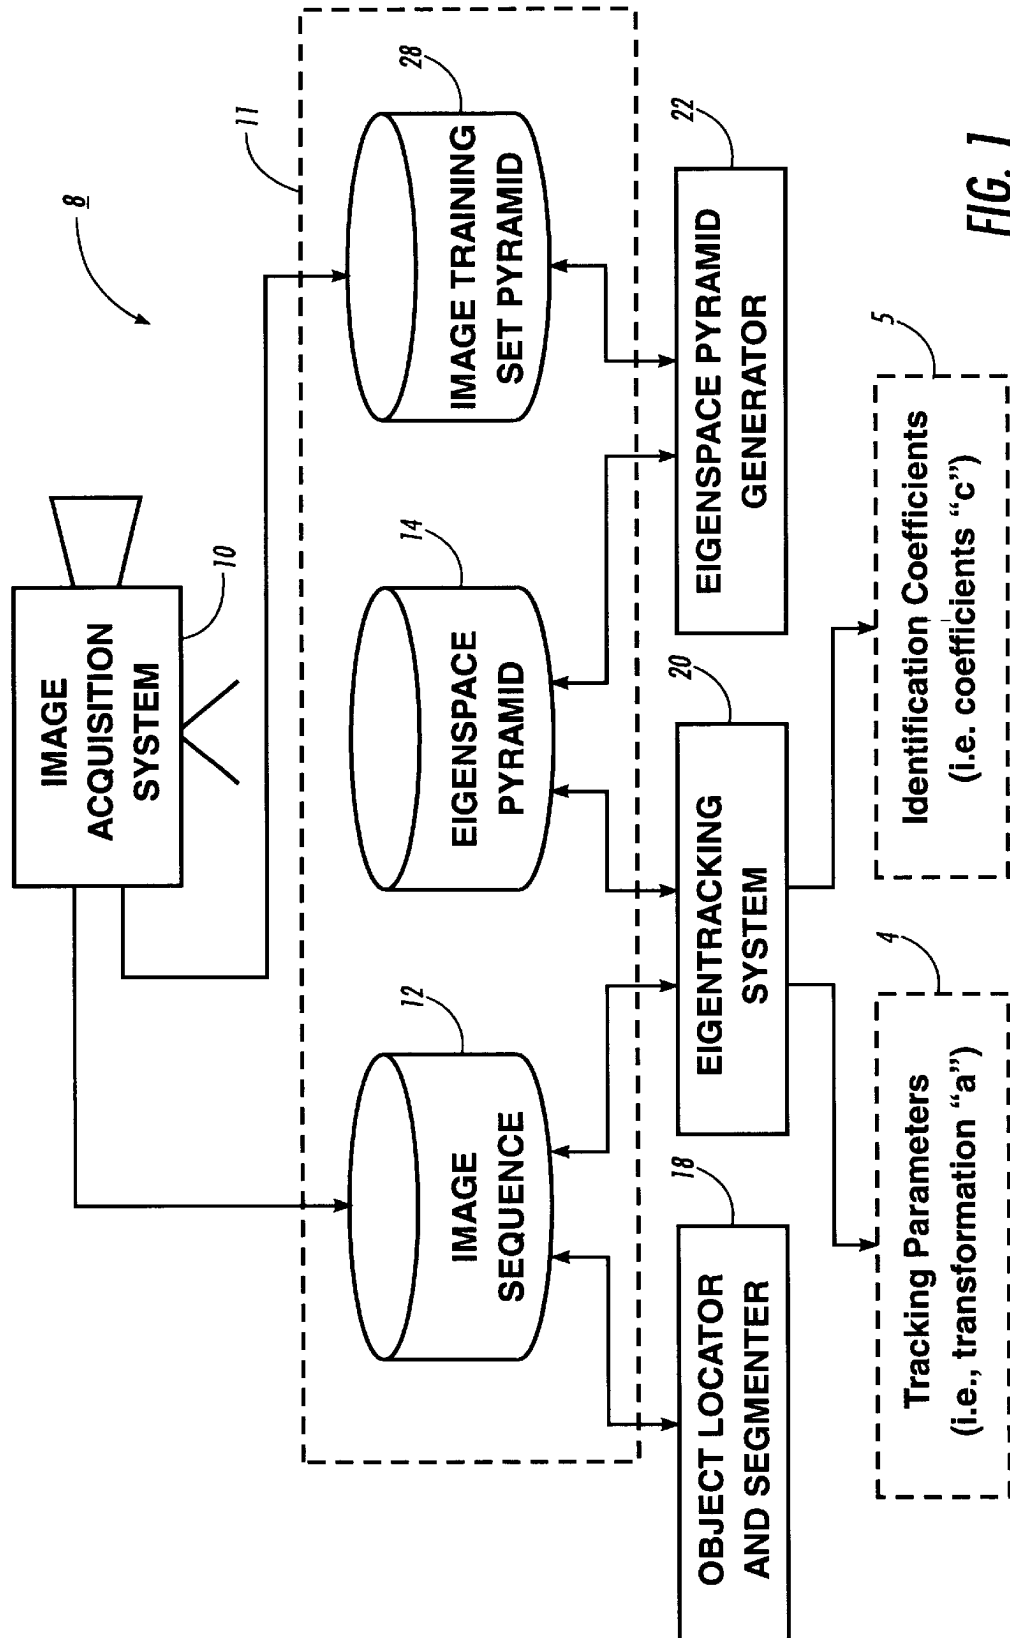 8
IMAGE
ACQUISITION
SYSTEM
10
11
IMAGE
SEQUENCE
12
EIGENSPACE
PYRAMID
14
IMAGE TRAINING
SET PYRAMID
28
OBJECT LOCATOR
AND SEGMENTER
18
EIGENTRACKING
SYSTEM
20
EIGENSPACE PYRAMID
GENERATOR
22
Tracking Parameters
(i.e., transformation “a”)
4
Identification Coefficients
(i.e. coefficients “c”)
5
FIG. 1